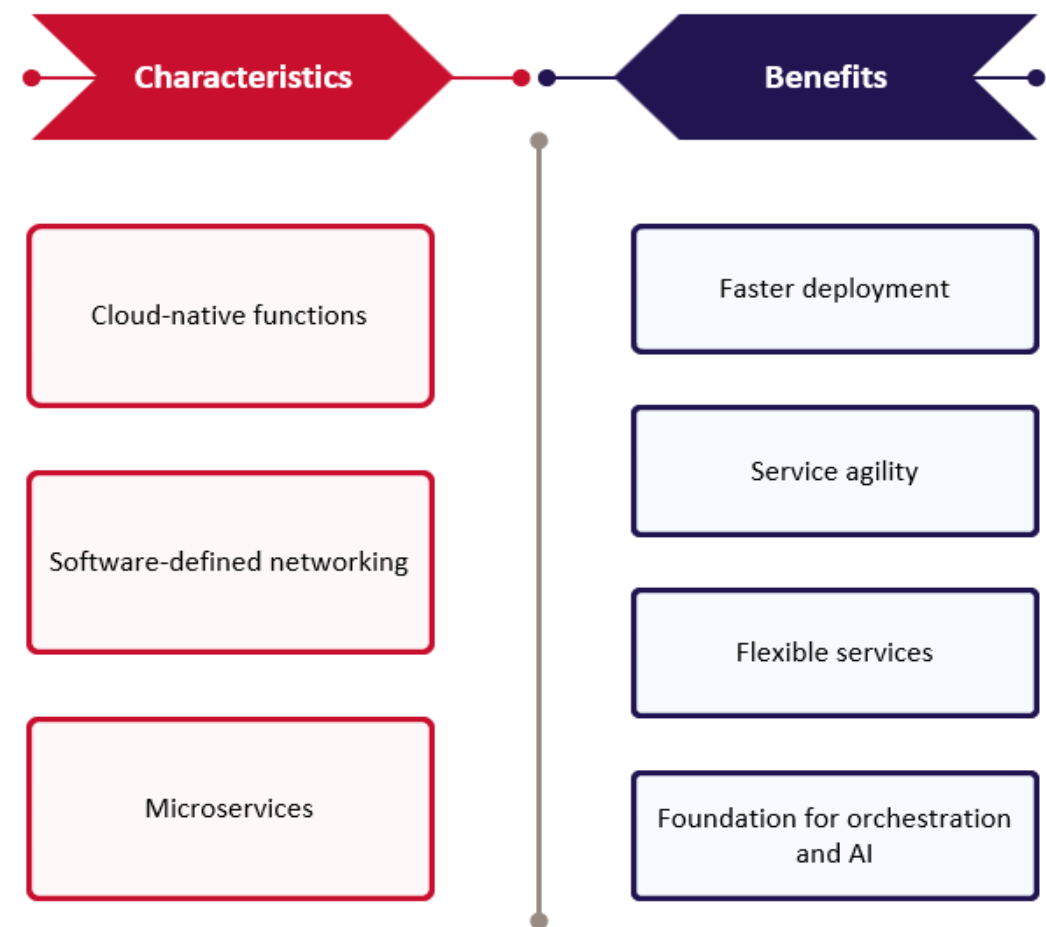 Characteristics
Cloud-native functions
Software-defined networking
Microservices
Benefits
Faster deployment
Service agility
Flexible services
Foundation for orchestration
and AI